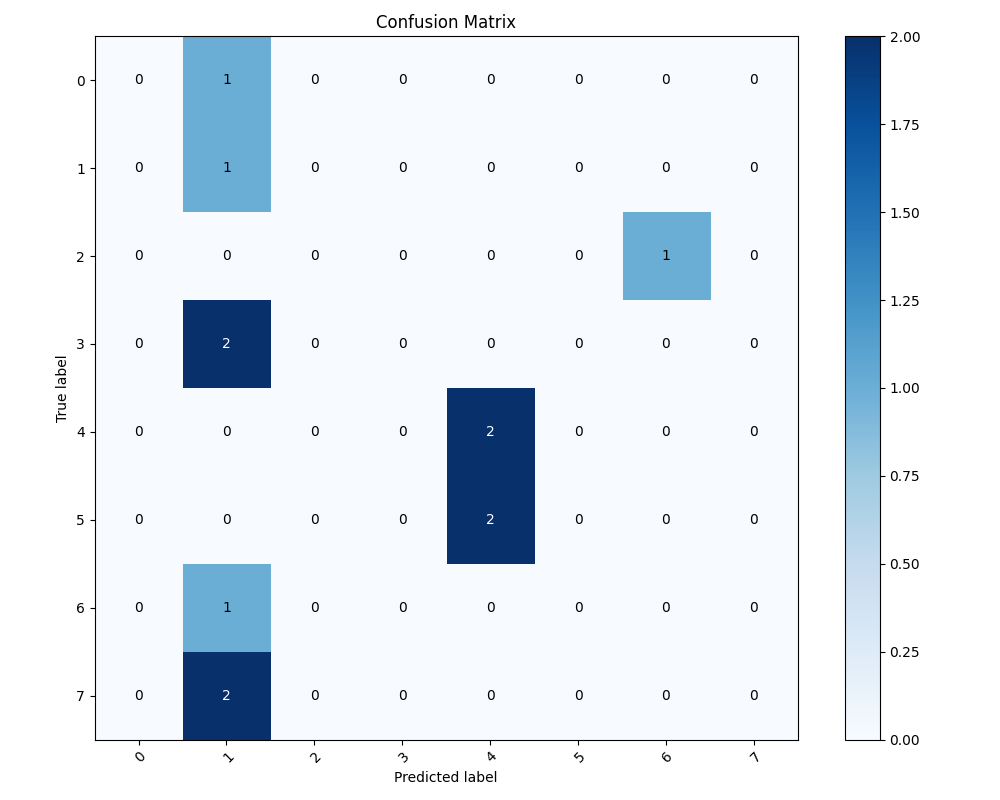 Confusion Matrix
0 0 1 0 0 0 0 0 0
1 0 1 0 0 0 0 0 0
2 0 0 0 0 0 0 1 0
3 0 2 0 0 0 0 0 0
4 0 0 0 0 2 0 0 0
5 0 0 0 0 2 0 0 0
6 0 1 0 0 0 0 0 0
7 0 2 0 0 0 0 0 0
0 1 2 3 4 5 6 7
True label
Predicted label
2.00
1.75
1.50
1.25
1.00
0.75
0.50
0.25
0.00